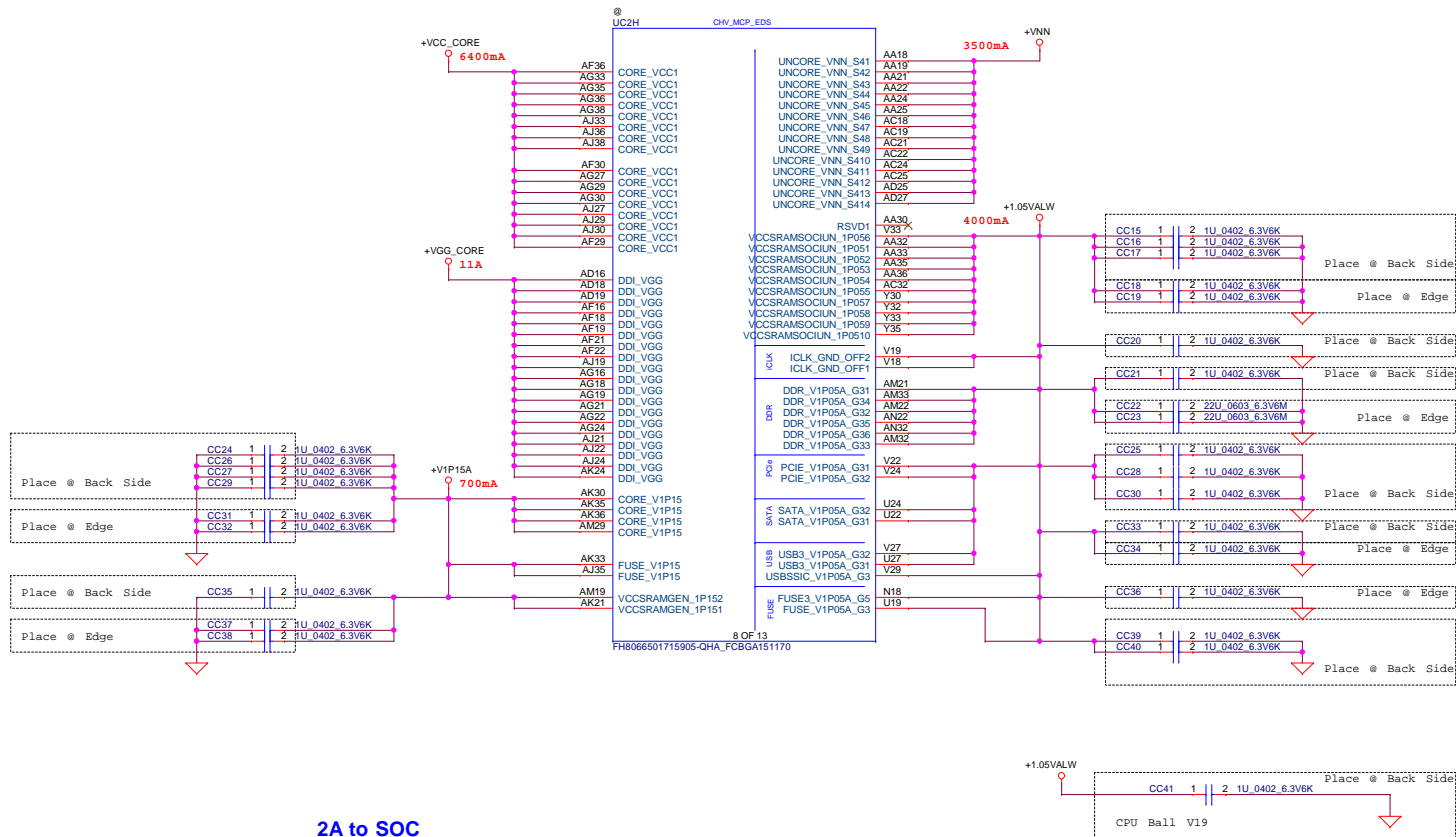 @
UC2H
CHV_MCP_EDS
+VCC_CORE
6400mA
3500mA
+VNN
AF36 CORE_VCC1
AG33 CORE_VCC1
AG35 CORE_VCC1
AG36 CORE_VCC1
AG38 CORE_VCC1
AJ33 CORE_VCC1
AJ36 CORE_VCC1
AJ38 CORE_VCC1
AF30 CORE_VCC1
AG27 CORE_VCC1
AG29 CORE_VCC1
AG30 CORE_VCC1
AJ27 CORE_VCC1
AJ29 CORE_VCC1
AJ30 CORE_VCC1
AF29 CORE_VCC1
+VGG_CORE
11A
AD16 DDI_VGG
AD18 DDI_VGG
AD19 DDI_VGG
AF16 DDI_VGG
AF18 DDI_VGG
AF19 DDI_VGG
AF21 DDI_VGG
AF22 DDI_VGG
AJ19 DDI_VGG
AG16 DDI_VGG
AG18 DDI_VGG
AG19 DDI_VGG
AG21 DDI_VGG
AG22 DDI_VGG
AG24 DDI_VGG
AJ21 DDI_VGG
AJ22 DDI_VGG
AJ24 DDI_VGG
AK24 DDI_VGG
+V1P15A
700mA
AK30 CORE_V1P15
AK35 CORE_V1P15
AK36 CORE_V1P15
AM29 CORE_V1P15
AK33 FUSE_V1P15
AJ35 FUSE_V1P15
AM19 VCCSRAMGEN_1P152
AK21 VCCSRAMGEN_1P151
UNCORE_VNN_S41 AA18
UNCORE_VNN_S42 AA19
UNCORE_VNN_S43 AA21
UNCORE_VNN_S44 AA22
UNCORE_VNN_S45 AA24
UNCORE_VNN_S46 AA25
UNCORE_VNN_S47 AC18
UNCORE_VNN_S48 AC19
UNCORE_VNN_S49 AC21
UNCORE_VNN_S410 AC22
UNCORE_VNN_S411 AC24
UNCORE_VNN_S412 AC25
UNCORE_VNN_S413 AD25
UNCORE_VNN_S414 AD27
+1.05VALW
4000mA
RSVD1 AA30
VCCSRAMSOCIUN_1P056 V33
VCCSRAMSOCIUN_1P051 AA32
VCCSRAMSOCIUN_1P052 AA33
VCCSRAMSOCIUN_1P053 AA35
VCCSRAMSOCIUN_1P054 AA36
VCCSRAMSOCIUN_1P055 AC32
VCCSRAMSOCIUN_1P057 Y30
VCCSRAMSOCIUN_1P058 Y32
VCCSRAMSOCIUN_1P059 Y33
VCCSRAMSOCIUN_1P0510 Y35
iCLK
ICLK_GND_OFF2 V19
ICLK_GND_OFF1 V18
DDR
DDR_V1P05A_G31 AM21
DDR_V1P05A_G34 AM33
DDR_V1P05A_G32 AM22
DDR_V1P05A_G35 AN22
DDR_V1P05A_G36 AN32
DDR_V1P05A_G33 AM32
PCIe
PCIE_V1P05A_G31 V22
PCIE_V1P05A_G32 V24
SATA
SATA_V1P05A_G32 U24
SATA_V1P05A_G31 U22
USB
USB3_V1P05A_G32 V27
USB3_V1P05A_G31 U27
USBSSIC_V1P05A_G3 V29
FUSE
FUSE3_V1P05A_G5 N18
FUSE_V1P05A_G3 U19
8 OF 13
FH8066501715905-QHA_FCBGA151170
CC24 1 2 1U_0402_6.3V6K
CC26 1 2 1U_0402_6.3V6K
CC27 1 2 1U_0402_6.3V6K
CC29 1 2 1U_0402_6.3V6K
Place @ Back Side
CC31 1 2 1U_0402_6.3V6K
CC32 1 2 1U_0402_6.3V6K
Place @ Edge
CC35 1 2 1U_0402_6.3V6K
Place @ Back Side
CC37 1 2 1U_0402_6.3V6K
CC38 1 2 1U_0402_6.3V6K
Place @ Edge
CC15 1 2 1U_0402_6.3V6K
CC16 1 2 1U_0402_6.3V6K
CC17 1 2 1U_0402_6.3V6K
Place @ Back Side
CC18 1 2 1U_0402_6.3V6K
CC19 1 2 1U_0402_6.3V6K
Place @ Edge
CC20 1 2 1U_0402_6.3V6K
Place @ Back Side
CC21 1 2 1U_0402_6.3V6K
Place @ Back Side
CC22 1 2 22U_0603_6.3V6M
CC23 1 2 22U_0603_6.3V6M
Place @ Edge
CC25 1 2 1U_0402_6.3V6K
CC28 1 2 1U_0402_6.3V6K
CC30 1 2 1U_0402_6.3V6K
Place @ Back Side
CC33 1 2 1U_0402_6.3V6K
Place @ Back Side
CC34 1 2 1U_0402_6.3V6K
Place @ Edge
CC36 1 2 1U_0402_6.3V6K
Place @ Edge
CC39 1 2 1U_0402_6.3V6K
CC40 1 2 1U_0402_6.3V6K
Place @ Back Side
+1.05VALW
Place @ Back Side
CC41 1 2 1U_0402_6.3V6K
CPU Ball V19
2A to SOC